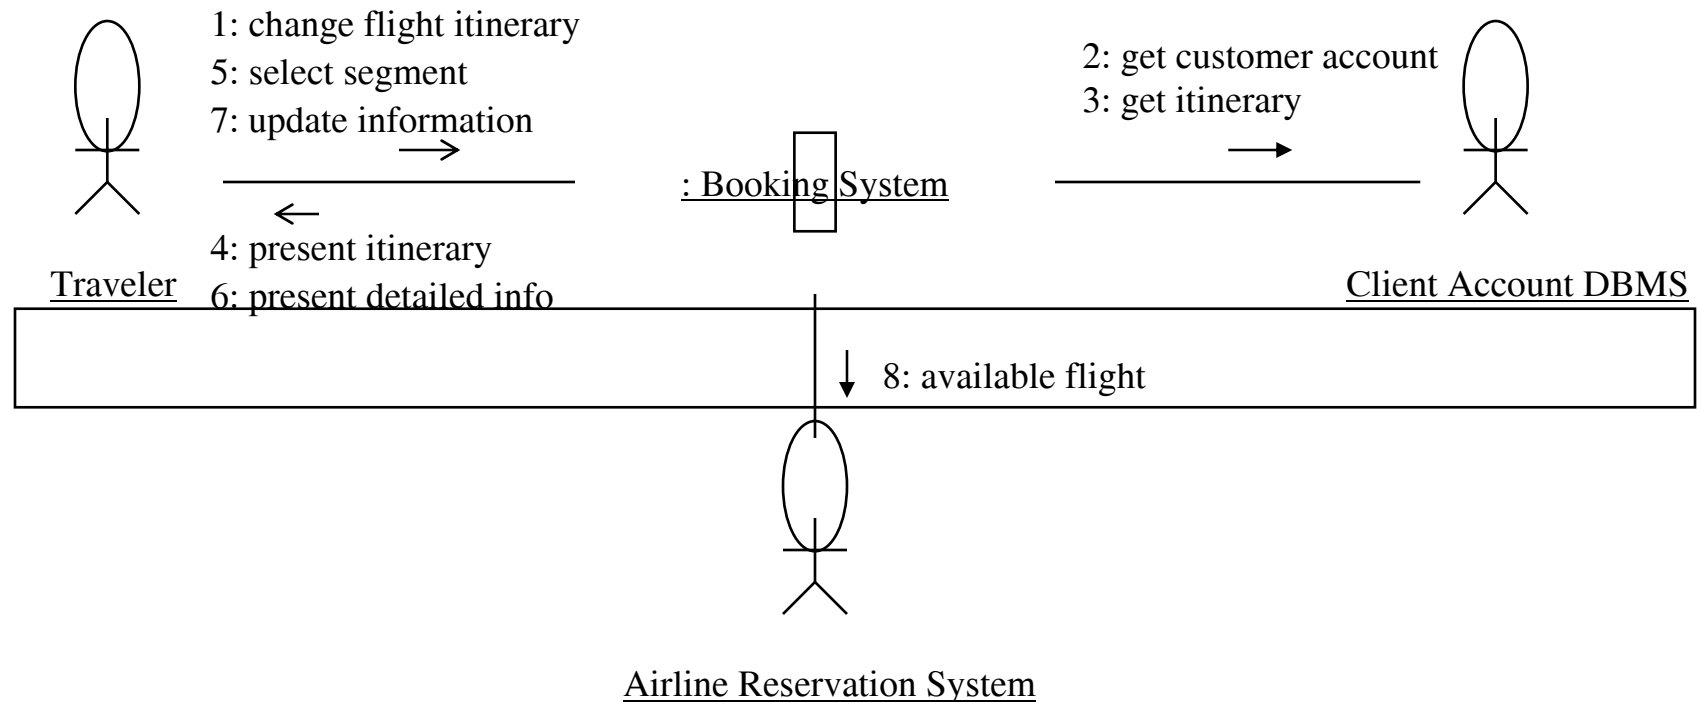 1: change flight itinerary
5: select segment
7: update information
2: get customer account
3: get itinerary
: Booking System
4: present itinerary
6: present detailed info
Traveler
Client Account DBMS
8: available flight
Airline Reservation System